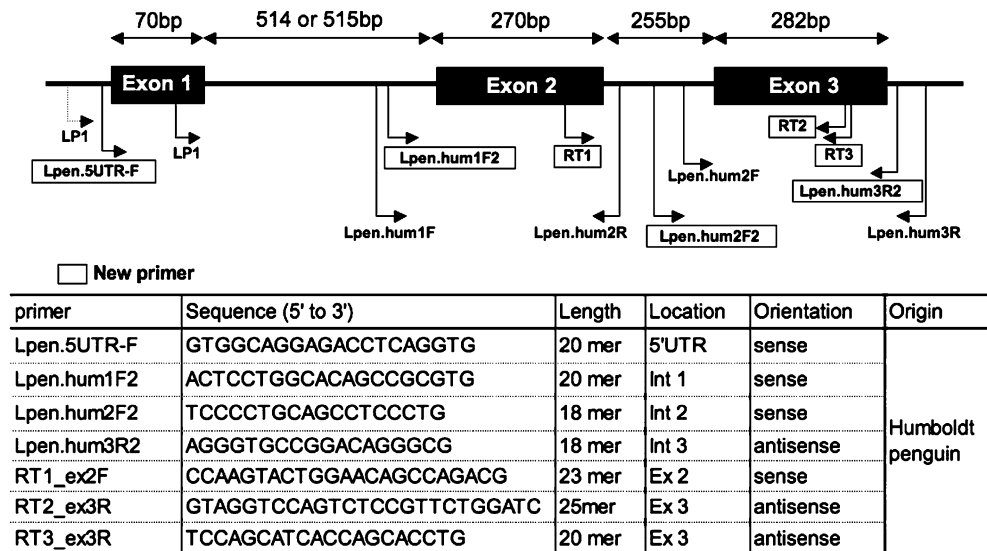 70bp 514 or 515bp 270bp 255bp 282bp
Exon 1 Exon 2 Exon 3
LP1 LP1 Lpen.hum1F2 RT1 RT2
RT3
Lpen.5UTR-F Lpen.hum2F Lpen.hum3R2
Lpen.hum1F Lpen.hum2R Lpen.hum2F2 Lpen.hum3R
New primer
primer Sequence (5' to 3') Length Location Orientation Origin
Lpen.5UTR-F GTGGCAGGAGACCTCAGGTG 20 mer 5'UTR sense
Lpen.hum1F2 ACTCCTGGCACAGCCGCGTG 20 mer Int 1 sense
Lpen.hum2F2 TCCCCTGCAGCCTCCCTG 18 mer Int 2 sense
Lpen.hum3R2 AGGGTGCCGGACAGGGCG 18 mer Int 3 antisense
RT1_ex2F CCAAGTACTGGAACAGCCAGACG 23 mer Ex 2 sense
RT2_ex3R GTAGGTCCAGTCTCCGTTCTGGATC 25mer Ex 3 antisense
RT3_ex3R TCCAGCATCACCAGCACCTG 20 mer Ex 3 antisense
Humboldt
penguin